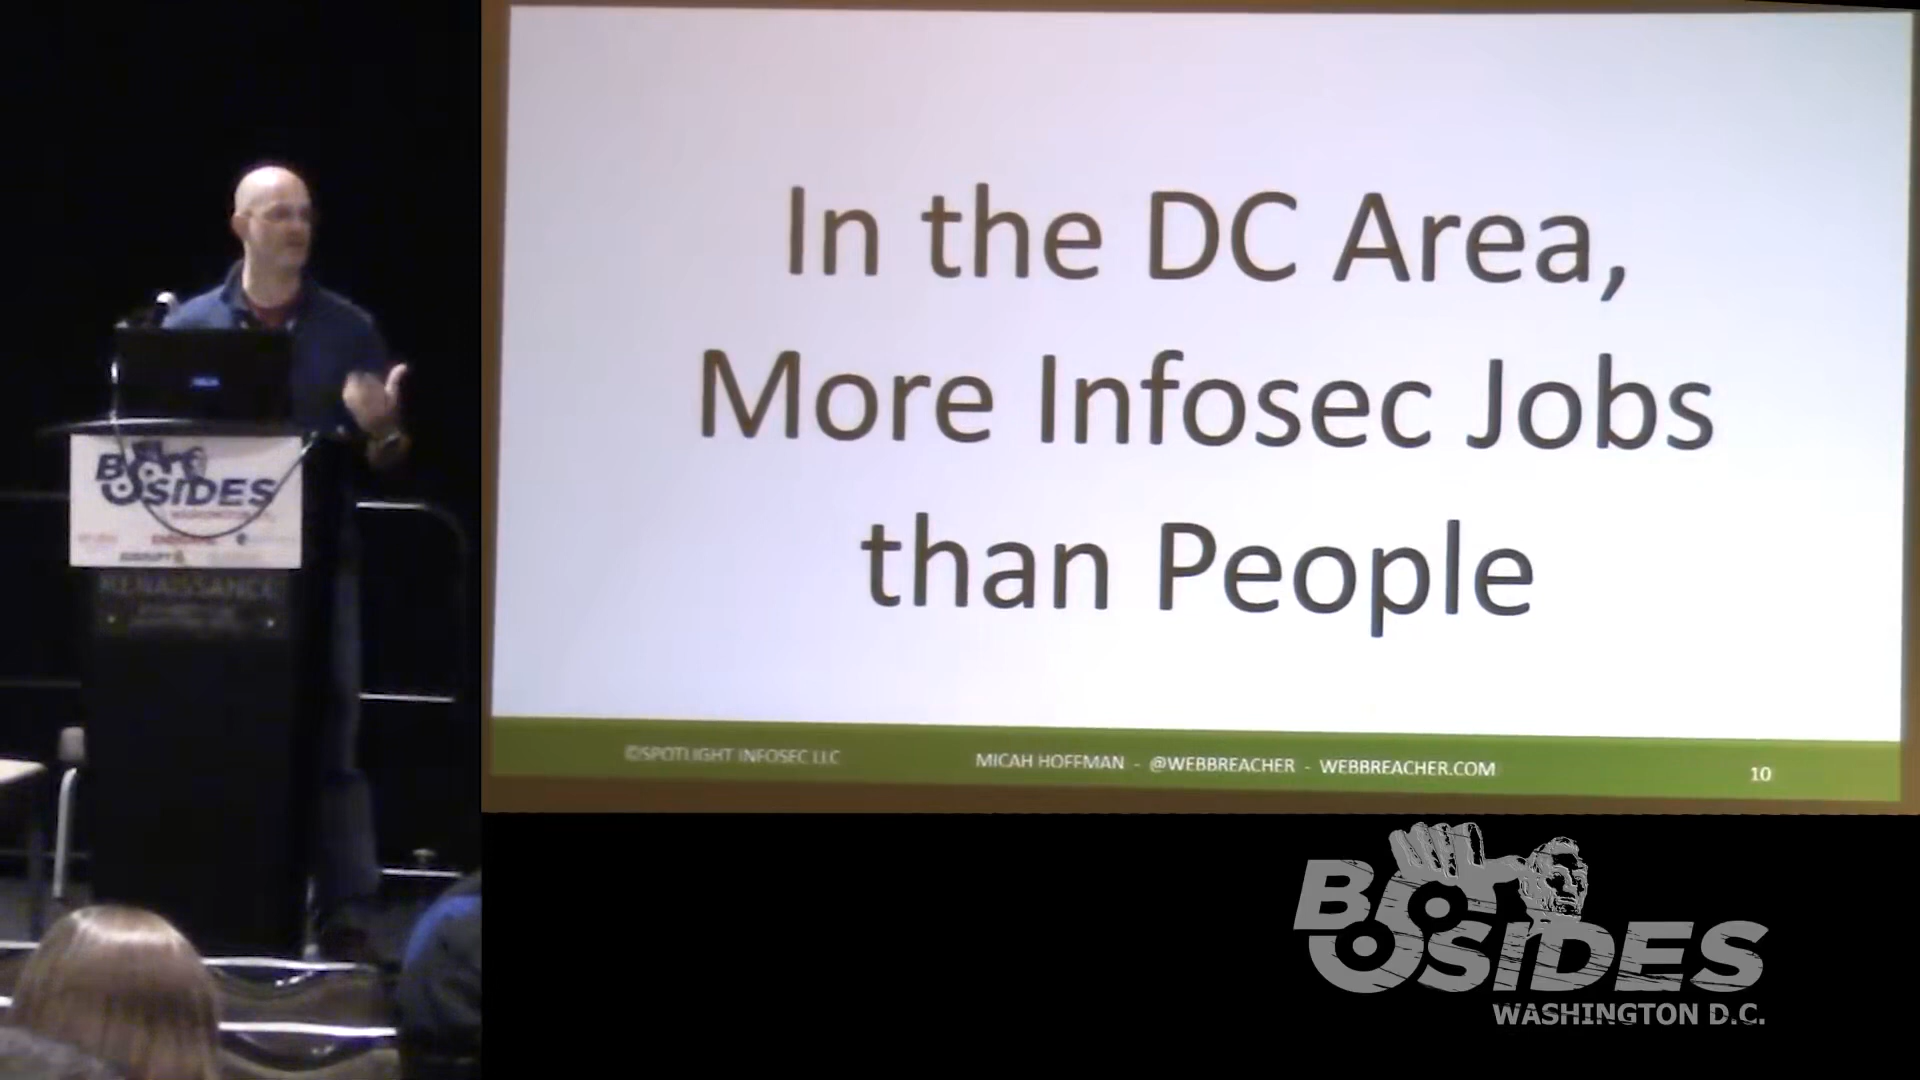 In the DC Area,
More Infosec Jobs
than People
©SPOTLIGHT INFOSEC LLC
MICAH HOFFMAN - @WEBBREACHER - WEBBREACHER.COM
10
BSIDES
WASHINGTON D.C.
BSIDES
RENAISSANCE